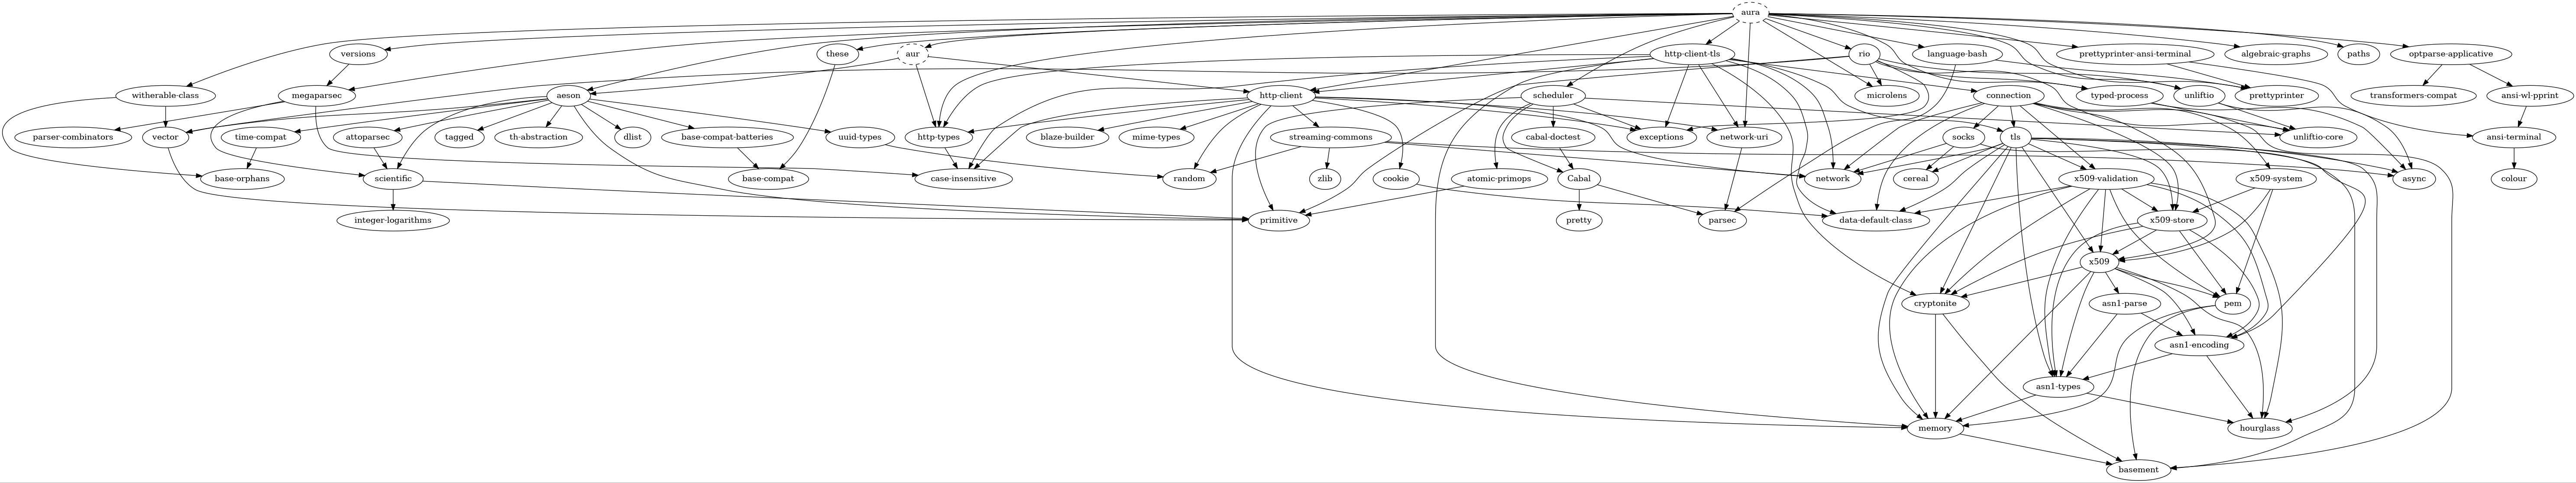 aura
versions
these
aur
http-client-tls
rio
language-bash
prettyprinter-ansi-terminal
algebraic-graphs
paths
optparse-applicative
witherable-class
megaparsec
aeson
http-client
scheduler
microlens
connection
typed-process
unliftio
prettyprinter
transformers-compat
ansi-wl-pprint
parser-combinators
vector
time-compat
attoparsec
tagged
th-abstraction
dlist
base-compat-batteries
uuid-types
http-types
blaze-builder
mime-types
streaming-commons
cabal-doctest
exceptions
network-uri
socks
tls
unliftio-core
ansi-terminal
base-orphans
scientific
base-compat
case-insensitive
random
zlib
cookie
atomic-primops
Cabal
network
cereal
x509-validation
x509-system
async
colour
integer-logarithms
primitive
pretty
parsec
data-default-class
x509-store
x509
cryptonite
asn1-parse
pem
asn1-encoding
asn1-types
memory
hourglass
basement